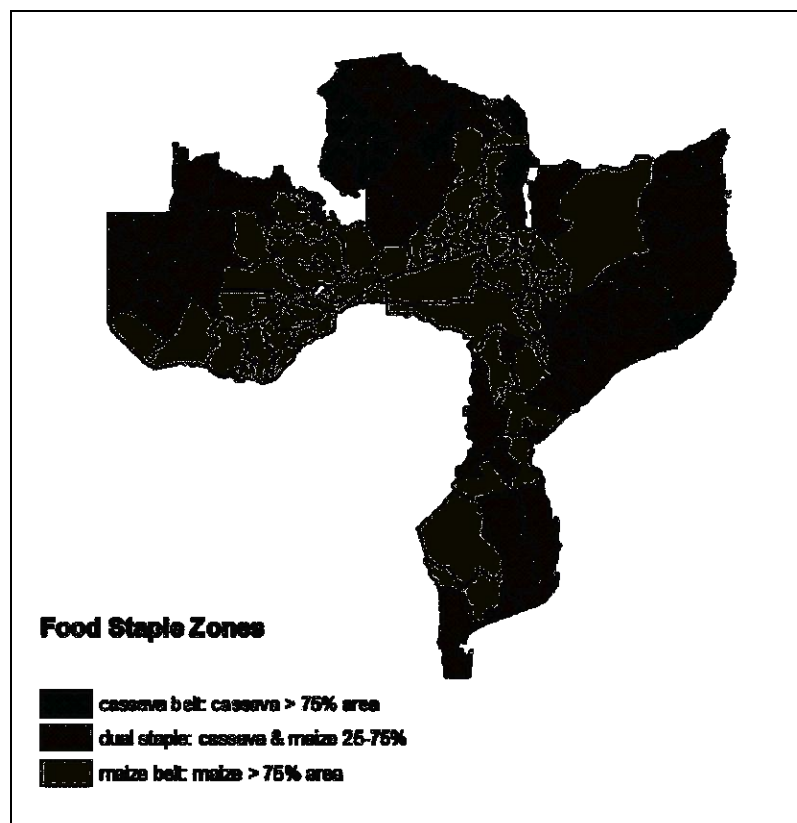 Food Staple Zones
cassava belt: cassava > 75% area
dual staple: cassava & maize 25-75%
maize belt: maize > 75% area